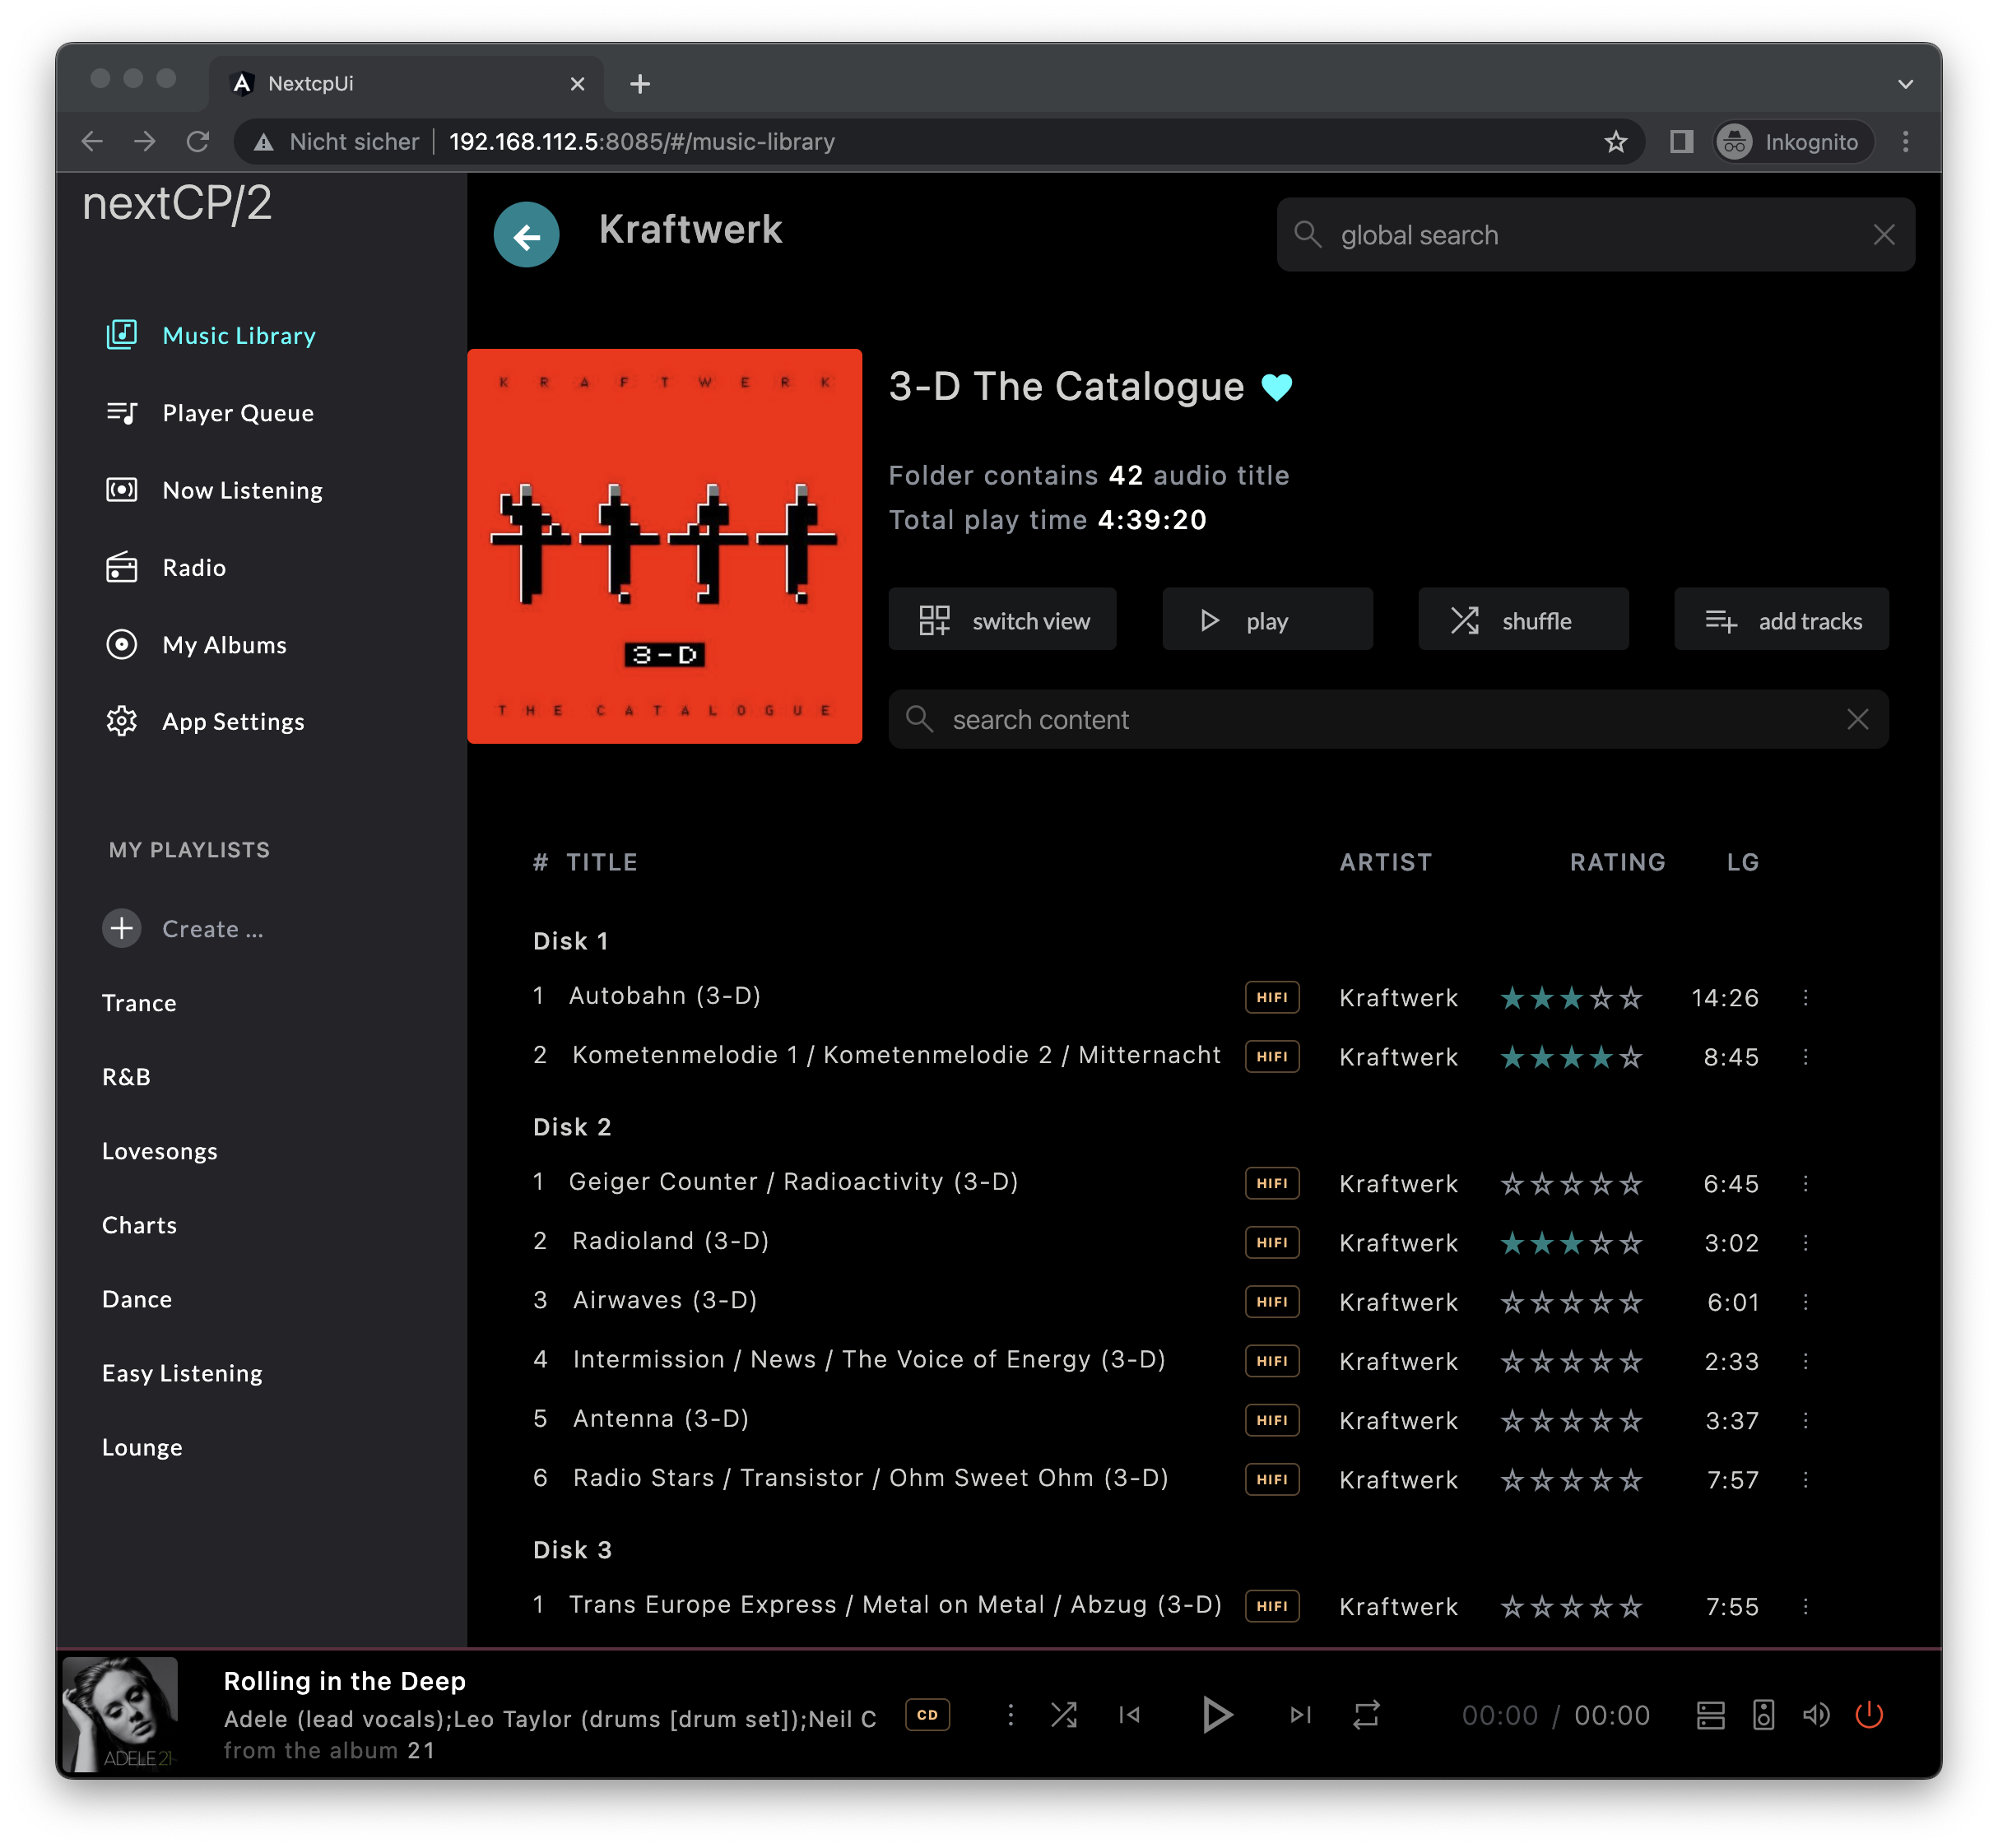 NextcpUi
Nicht sicher 192.168.112.5:8085/#/music-library Inkognito
nextCP/2
Music Library
Player Queue
Now Listening
Radio
My Albums
App Settings
MY PLAYLISTS
Create ...
Trance
R&B
Lovesongs
Charts
Dance
Easy Listening
Lounge
Kraftwerk
global search
KRAFTWERK
3-D
THE CATALOGUE
3-D The Catalogue
Folder contains 42 audio title
Total play time 4:39:20
switch view play shuffle add tracks
search content
# TITLE ARTIST RATING LG
Disk 1
1 Autobahn (3-D) HIFI Kraftwerk 14:26
2 Kometenmelodie 1 / Kometenmelodie 2 / Mitternacht HIFI Kraftwerk 8:45
Disk 2
1 Geiger Counter / Radioactivity (3-D) HIFI Kraftwerk 6:45
2 Radioland (3-D) HIFI Kraftwerk 3:02
3 Airwaves (3-D) HIFI Kraftwerk 6:01
4 Intermission / News / The Voice of Energy (3-D) HIFI Kraftwerk 2:33
5 Antenna (3-D) HIFI Kraftwerk 3:37
6 Radio Stars / Transistor / Ohm Sweet Ohm (3-D) HIFI Kraftwerk 7:57
Disk 3
1 Trans Europe Express / Metal on Metal / Abzug (3-D) HIFI Kraftwerk 7:55
ADELE 21
Rolling in the Deep
Adele (lead vocals);Leo Taylor (drums [drum set]);Neil C
from the album 21
CD
00:00 / 00:00